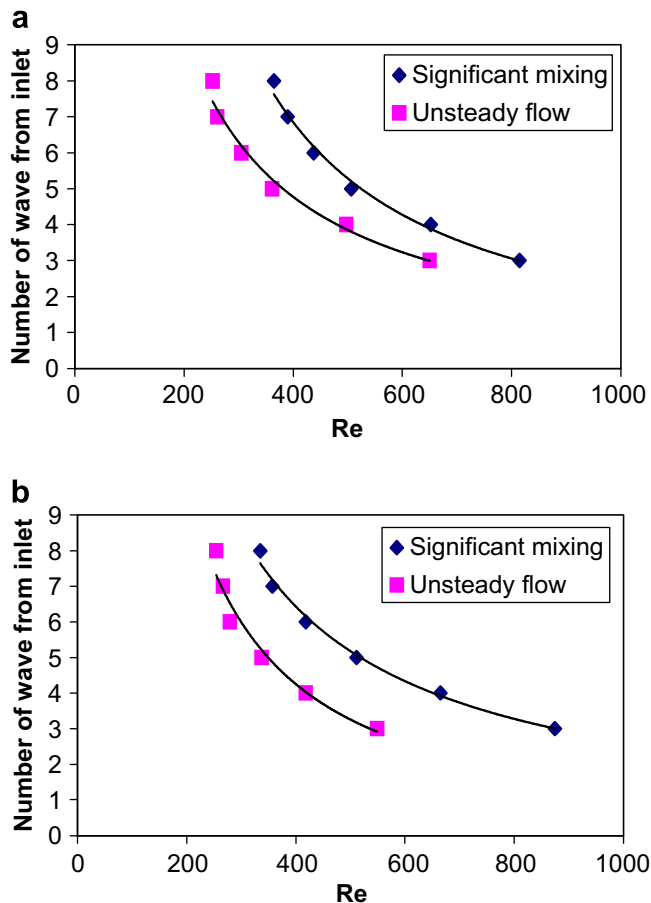 a
9
8
7
6
5
4
3
2
1
0
Number of wave from inlet
Significant mixing
Unsteady flow
0 200 400 600 800 1000
Re
b
9
8
7
6
5
4
3
2
1
0
Number of wave from inlet
Significant mixing
Unsteady flow
0 200 400 600 800 1000
Re